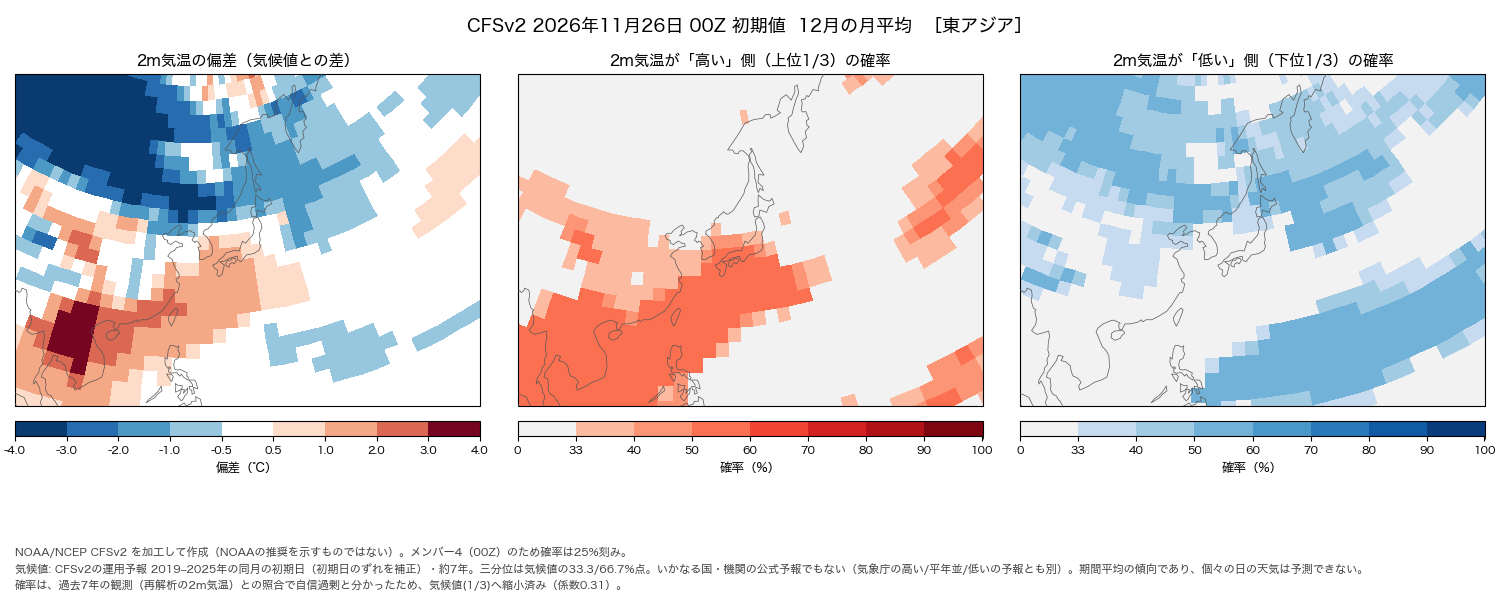 CFSv2 2026年11月26日 00Z 初期値 12月の月平均 ［東アジア］
2m気温の偏差（気候値との差）
2m気温が「高い」側（上位1/3）の確率
2m気温が「低い」側（下位1/3）の確率
-4.0 -3.0 -2.0 -1.0 -0.5 0.5 1.0 2.0 3.0 4.0
偏差（℃）
0 33 40 50 60 70 80 90 100
確率（%）
0 33 40 50 60 70 80 90 100
確率（%）
NOAA/NCEP CFSv2 を加工して作成（NOAAの推奨を示すものではない）。メンバー4（00Z）のため確率は25%刻み。
気候値: CFSv2の運用予報 2019–2025年の同月の初期日（初期日のずれを補正）・約7年。三分位は気候値の33.3/66.7%点。いかなる国・機関の公式予報でもない（気象庁の高い/平年並/低いの予報とも別）。期間平均の傾向であり、個々の日の天気は予測できない。
確率は、過去7年の観測（再解析の2m気温）との照合で自信過剰と分かったため、気候値(1/3)へ縮小済み（係数0.31）。